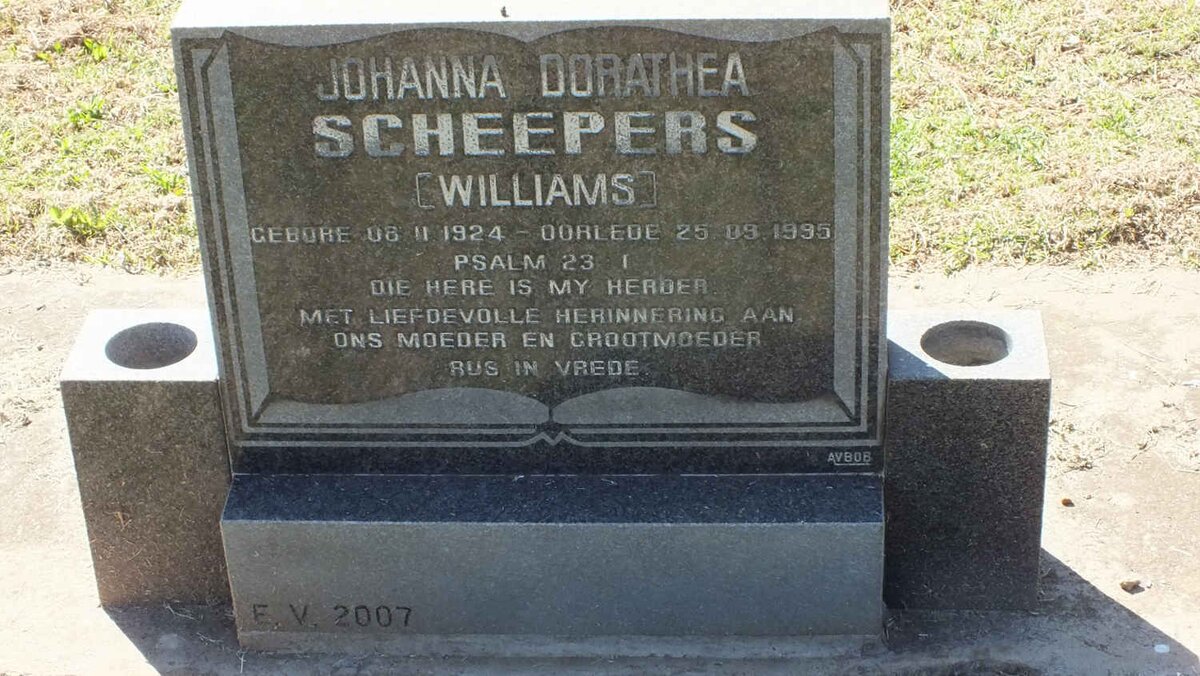 JOHANNA DORATHEA
SCHEEPERS
[WILLIAMS]
GEBORE 06 11 1924 - OORLEDE 25 09 1995
PSALM 23 1
DIE HERE IS MY HERDER.
MET LIEFDEVOLLE HERINNERING AAN
ONS MOEDER EN GROOTMOEDER
RUS IN VREDE.
AVBOB
E. V. 2007